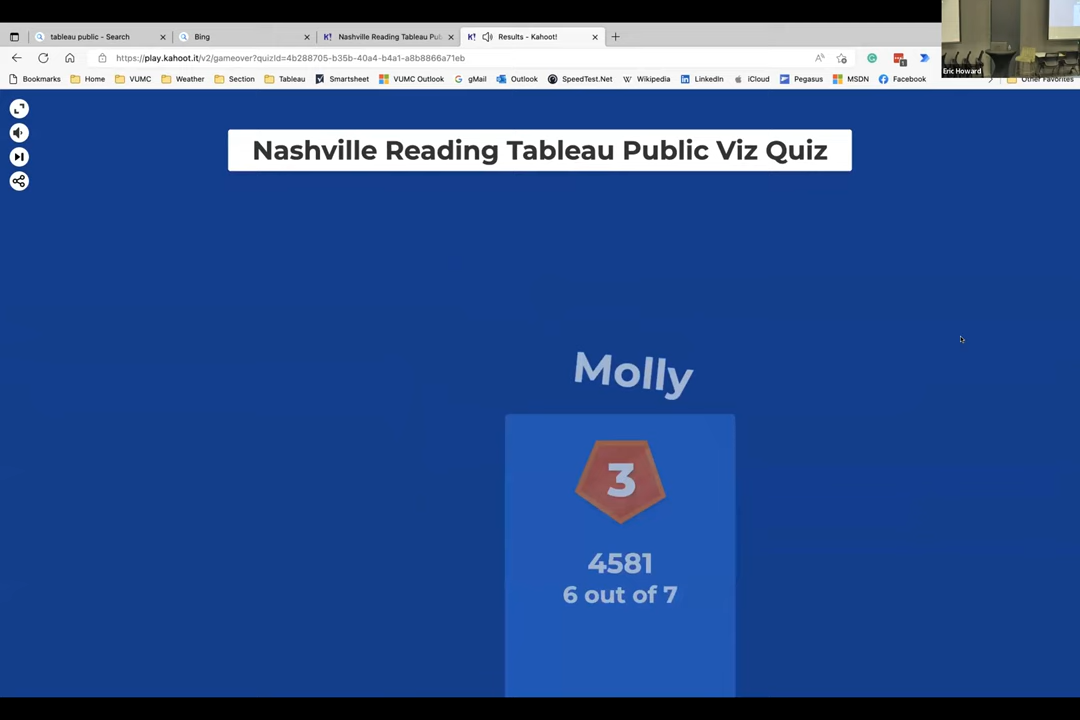 tableau public - Search
Bing
Nashville Reading Tableau Pub
Results - Kahoot!
https://play.kahoot.it/v2/gameover?quizId=4b288705-b35b-40a4-b4a1-a8b8866a71eb
Bookmarks Home VUMC Weather Section Tableau Smartsheet VUMC Outlook gMail Outlook SpeedTest.Net Wikipedia LinkedIn iCloud Pegasus MSDN Facebook Other Favorites
Eric Howard
Nashville Reading Tableau Public Viz Quiz
Molly
3
4581
6 out of 7